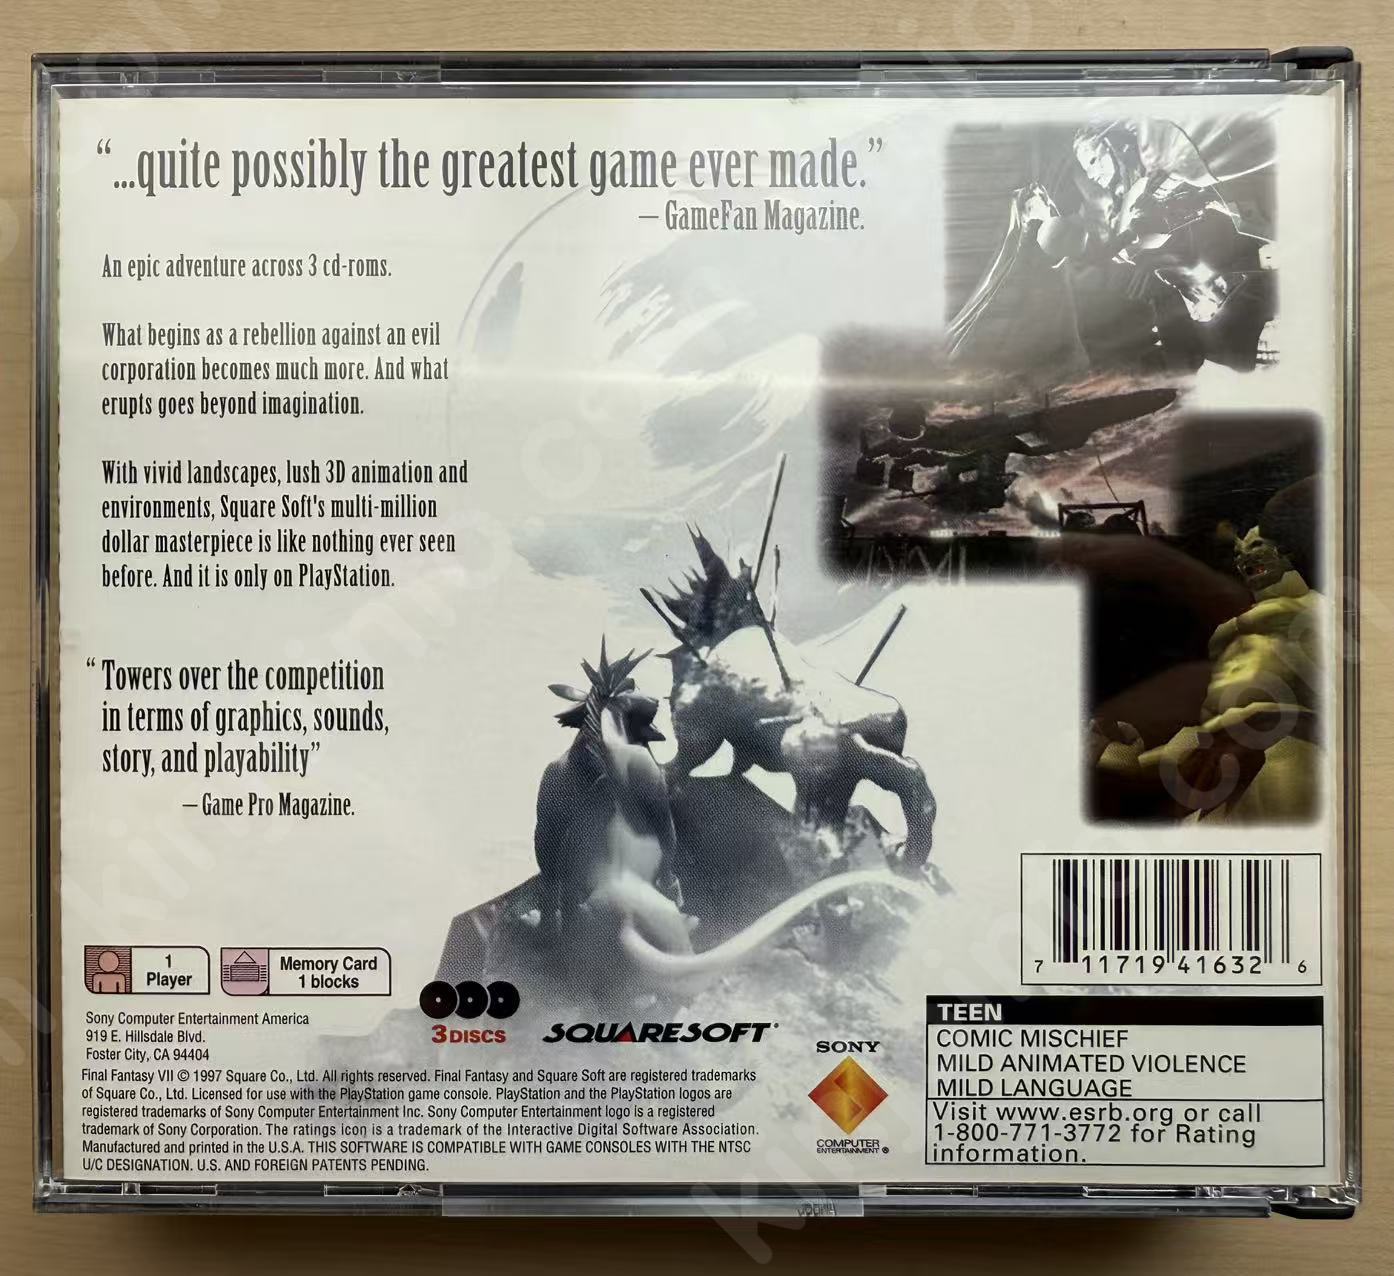 “...quite possibly the greatest game ever made.”
— GameFan Magazine.
An epic adventure across 3 cd-roms.
What begins as a rebellion against an evil
corporation becomes much more. And what
erupts goes beyond imagination.
With vivid landscapes, lush 3D animation and
environments, Square Soft's multi-million
dollar masterpiece is like nothing ever seen
before. And it is only on PlayStation.
“Towers over the competition
in terms of graphics, sounds,
story, and playability”
— Game Pro Magazine.
1
Player
Memory Card
1 blocks
Sony Computer Entertainment America
919 E. Hillsdale Blvd.
Foster City, CA 94404
3 DISCS
SQUARESOFT
Final Fantasy VII © 1997 Square Co., Ltd. All rights reserved. Final Fantasy and Square Soft are registered trademarks
of Square Co., Ltd. Licensed for use with the PlayStation game console. PlayStation and the PlayStation logos are
registered trademarks of Sony Computer Entertainment Inc. Sony Computer Entertainment logo is a registered
trademark of Sony Corporation. The ratings icon is a trademark of the Interactive Digital Software Association.
Manufactured and printed in the U.S.A. THIS SOFTWARE IS COMPATIBLE WITH GAME CONSOLES WITH THE NTSC
U/C DESIGNATION. U.S. AND FOREIGN PATENTS PENDING.
SONY
COMPUTER
ENTERTAINMENT ®
7 11719 41632 6
TEEN
COMIC MISCHIEF
MILD ANIMATED VIOLENCE
MILD LANGUAGE
Visit www.esrb.org or call
1-800-771-3772 for Rating
information.